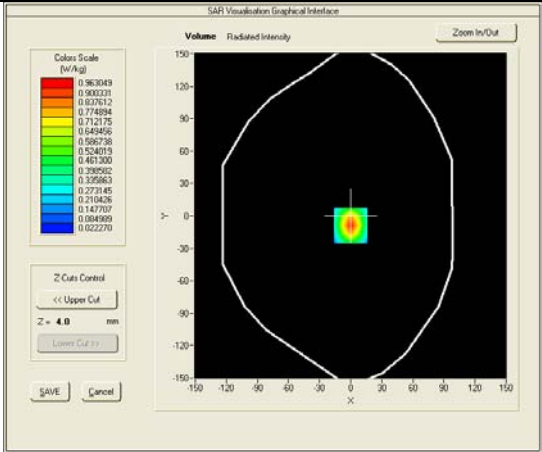 SAR Visualisation Graphical Interface
Volume Radiated Intensity
Zoom In/Out
Colors Scale
(W/kg)
0.963049
0.900331
0.837612
0.774894
0.712175
0.649456
0.586738
0.524019
0.461300
0.398582
0.335863
0.273145
0.210426
0.147707
0.084989
0.022270
Z-Cuts Control
<< Upper Cut
Z = 4.0 mm
Lower Cut >>
SAVE
Cancel
150-
120-
90-
60-
30-
0-
-30-
-60-
-90-
-120-
-150-
Y
-150 -120 -90 -60 -30 0 30 60 90 120 150
X